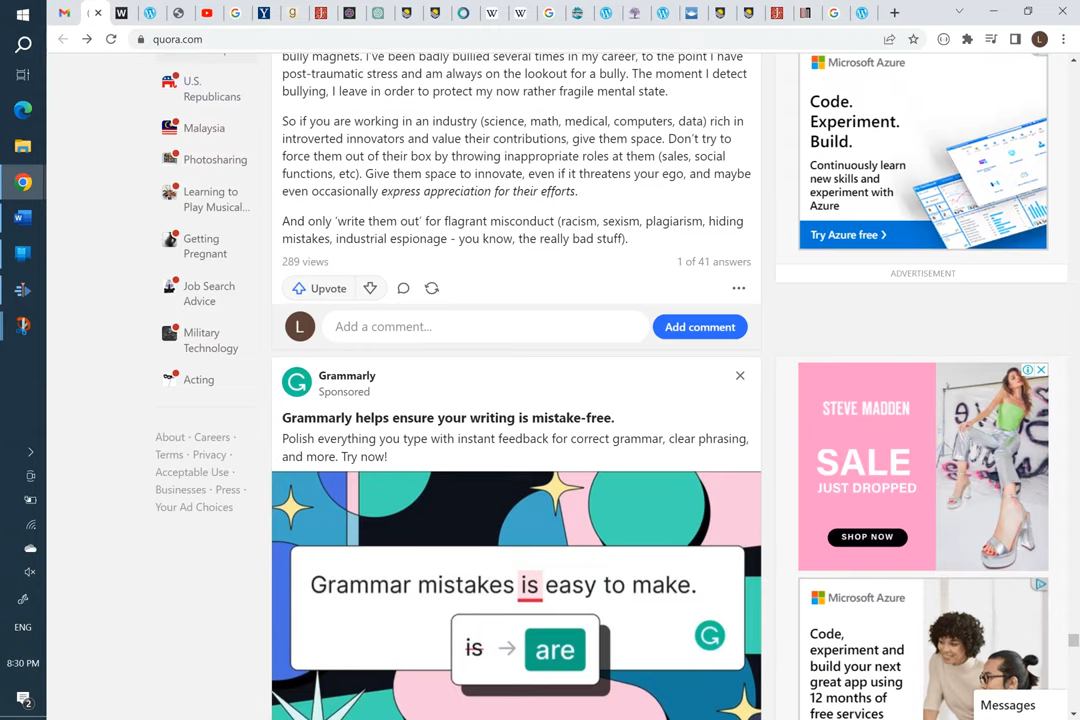 quora.com
U.S.
Republicans
Malaysia
Photosharing
Learning to
Play Musical...
Getting
Pregnant
Job Search
Advice
Military
Technology
Acting
About · Careers ·
Terms · Privacy ·
Acceptable Use ·
Businesses · Press ·
Your Ad Choices
bully magnets. I've been badly bullied several times in my career, to the point I have
post-traumatic stress and am always on the lookout for a bully. The moment I detect
bullying, I leave in order to protect my now rather fragile mental state.
So if you are working in an industry (science, math, medical, computers, data) rich in
introverted innovators and value their contributions, give them space. Don't try to
force them out of their box by throwing inappropriate roles at them (sales, social
functions, etc). Give them space to innovate, even if it threatens your ego, and maybe
even occasionally express appreciation for their efforts.
And only 'write them out' for flagrant misconduct (racism, sexism, plagiarism, hiding
mistakes, industrial espionage - you know, the really bad stuff).
289 views
1 of 41 answers
Upvote
L
Add a comment...
Add comment
Grammarly
Sponsored
Grammarly helps ensure your writing is mistake-free.
Polish everything you type with instant feedback for correct grammar, clear phrasing,
and more. Try now!
Grammar mistakes is easy to make.
is → are
Microsoft Azure
Code.
Experiment.
Build.
Continuously learn
new skills and
experiment with
Azure
Try Azure free
ADVERTISEMENT
STEVE MADDEN
SALE
JUST DROPPED
SHOP NOW
Microsoft Azure
Code,
experiment and
build your next
great app using
12 months of
free services
Messages
ENG
8:30 PM
2
L